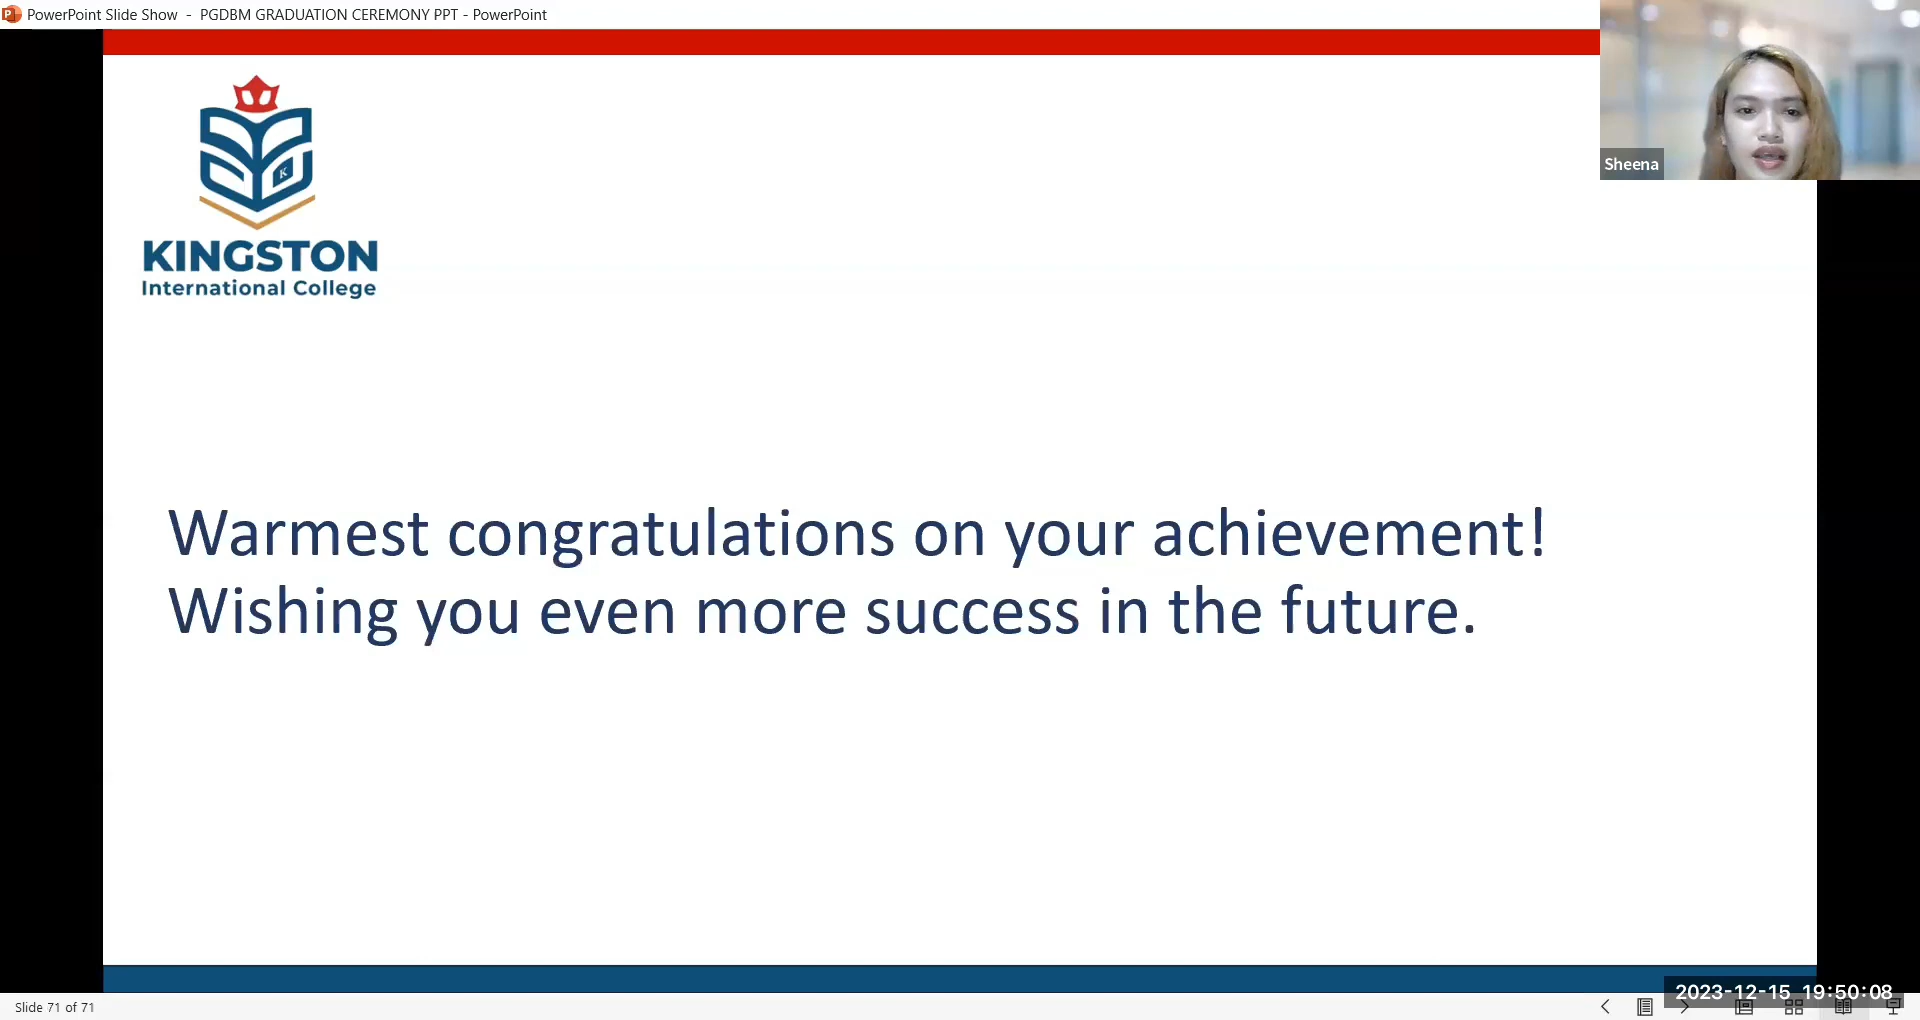 PowerPoint Slide Show - PGDBM GRADUATION CEREMONY PPT - PowerPoint
Sheena
K
KINGSTON
International College
Warmest congratulations on your achievement!
Wishing you even more success in the future.
Slide 71 of 71
2023-12-15 19:50:08